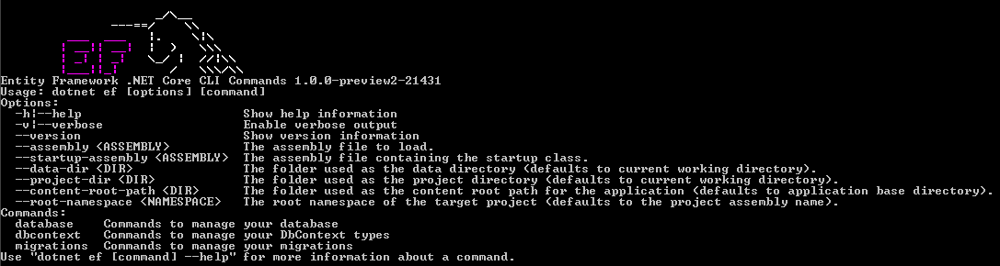 EF
Entity Framework .NET Core CLI Commands 1.0.0-preview2-21431
Usage: dotnet ef [options] [command]
Options:
-h|--help Show help information
-v|--verbose Enable verbose output
--version Show version information
--assembly <ASSEMBLY> The assembly file to load.
--startup-assembly <ASSEMBLY> The assembly file containing the startup class.
--data-dir <DIR> The folder used as the data directory (defaults to current working directory).
--project-dir <DIR> The folder used as the project directory (defaults to current working directory).
--content-root-path <DIR> The folder used as the content root path for the application (defaults to application base directory).
--root-namespace <NAMESPACE> The root namespace of the target project (defaults to the project assembly name).
Commands:
database Commands to manage your database
dbcontext Commands to manage your DbContext types
migrations Commands to manage your migrations
Use "dotnet ef [command] --help" for more information about a command.